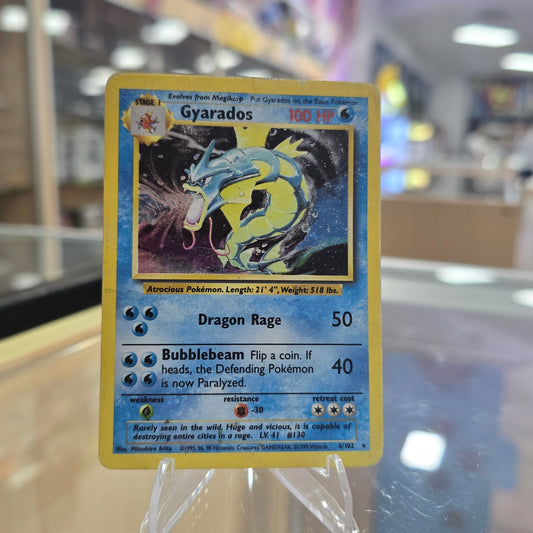 Evolves from Magikarp Put Gyarados on the Basic Pokémon
STAGE 1
Gyarados 100 HP
Atrocious Pokémon. Length: 21' 4", Weight: 518 lbs.
Dragon Rage 50
Bubblebeam Flip a coin. If
heads, the Defending Pokémon
is now Paralyzed.
40
weakness resistance retreat cost
-30
Rarely seen in the wild. Huge and vicious, it is capable of
destroying entire cities in a rage. LV. 41 #130
Illus. Mitsuhiro Arita ©1995, 96, 98 Nintendo, Creatures, GAMEFREAK. ©1999 Wizards. 6/102